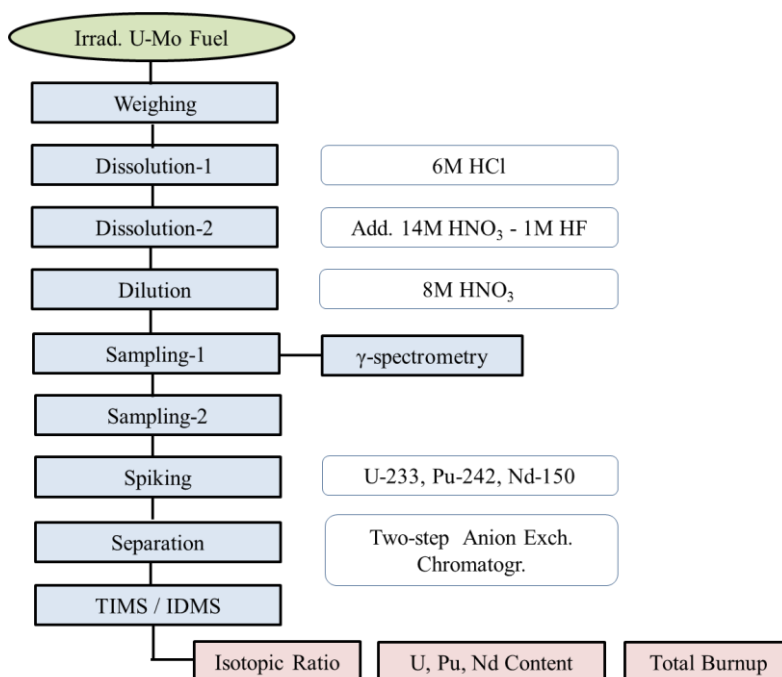 Irrad. U-Mo Fuel
Weighing
Dissolution-1
6M HCl
Dissolution-2
Add. 14M HNO₃ - 1M HF
Dilution
8M HNO₃
Sampling-1
γ-spectrometry
Sampling-2
Spiking
U-233, Pu-242, Nd-150
Separation
Two-step Anion Exch.
Chromatogr.
TIMS / IDMS
Isotopic Ratio
U, Pu, Nd Content
Total Burnup